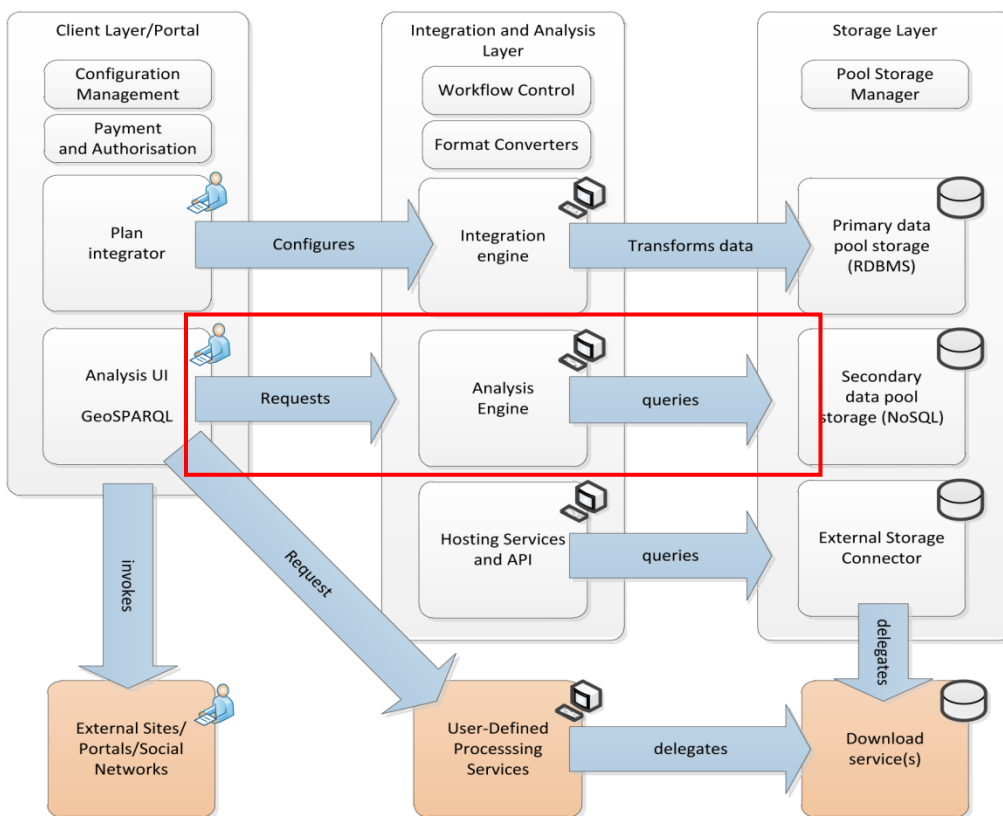 Client Layer/Portal
Configuration
Management
Payment
and Authorisation
Plan
integrator
Analysis UI
GeoSPARQL
Configures
Requests
Integration and Analysis
Layer
Workflow Control
Format Converters
Integration
engine
Analysis
Engine
Hosting Services
and API
Transforms data
queries
queries
Storage Layer
Pool Storage
Manager
Primary data
pool storage
(RDBMS)
Secondary
data pool
storage (NoSQL)
External Storage
Connector
invokes
Request
delegates
External Sites/
Portals/Social
Networks
User-Defined
Processsing
Services
delegates
Download
service(s)